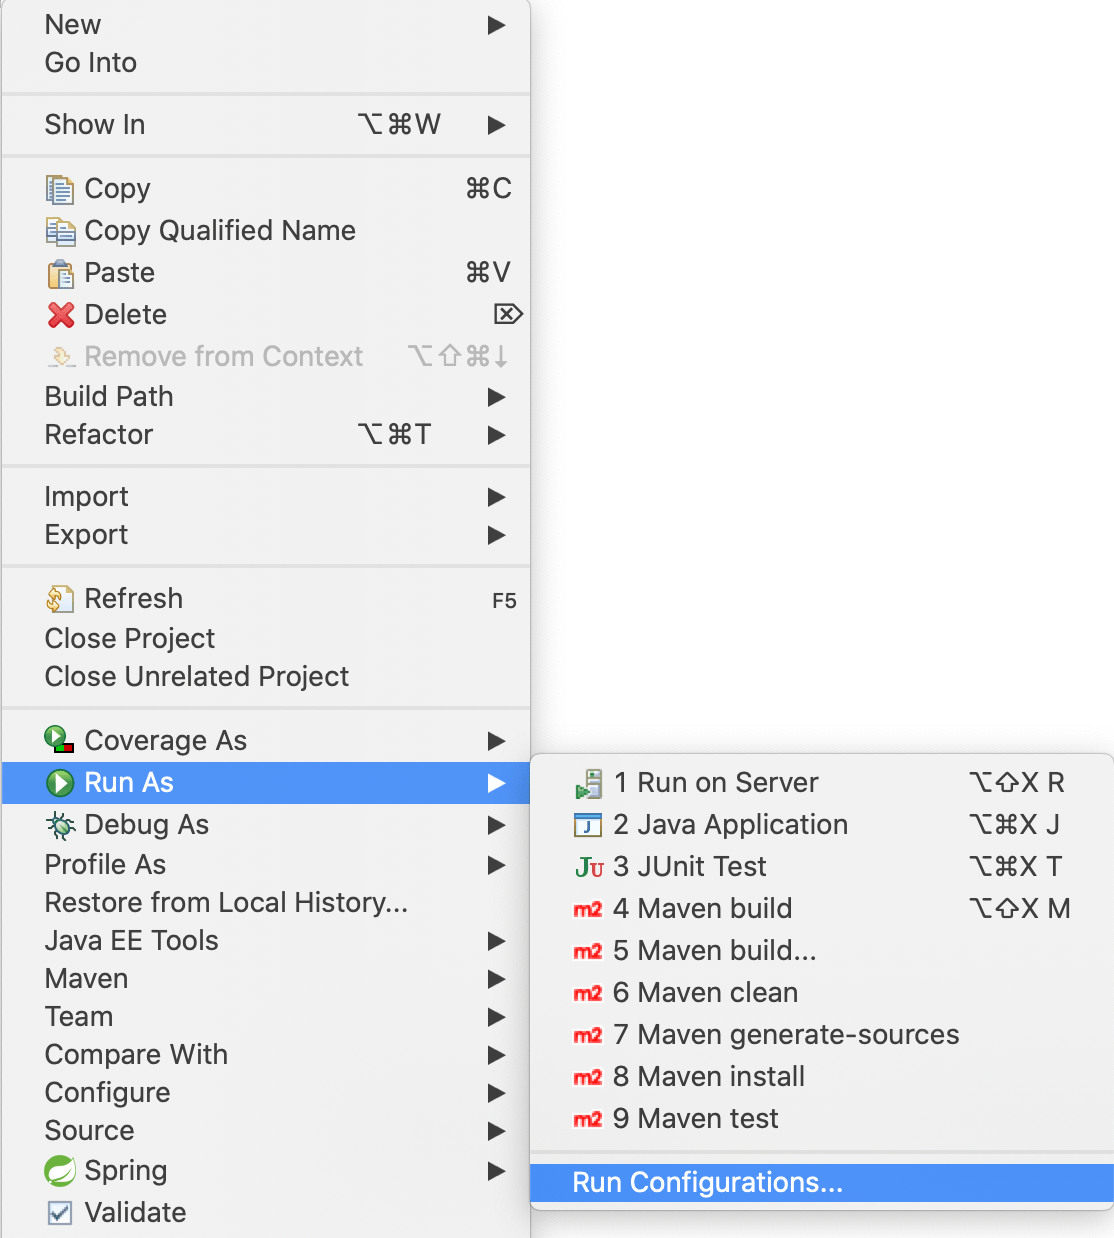 New
Go Into
Show In ⌥⌘W
Copy ⌘C
Copy Qualified Name
Paste ⌘V
Delete ⌦
Remove from Context ⌥⇧⌘↓
Build Path
Refactor ⌥⌘T
Import
Export
Refresh F5
Close Project
Close Unrelated Project
Coverage As
Run As
Debug As
Profile As
Restore from Local History...
Java EE Tools
Maven
Team
Compare With
Configure
Source
Spring
Validate
1 Run on Server ⌥⇧X R
J 2 Java Application ⌥⌘X J
JU 3 JUnit Test ⌥⌘X T
m2 4 Maven build ⌥⇧X M
m2 5 Maven build...
m2 6 Maven clean
m2 7 Maven generate-sources
m2 8 Maven install
m2 9 Maven test
Run Configurations...